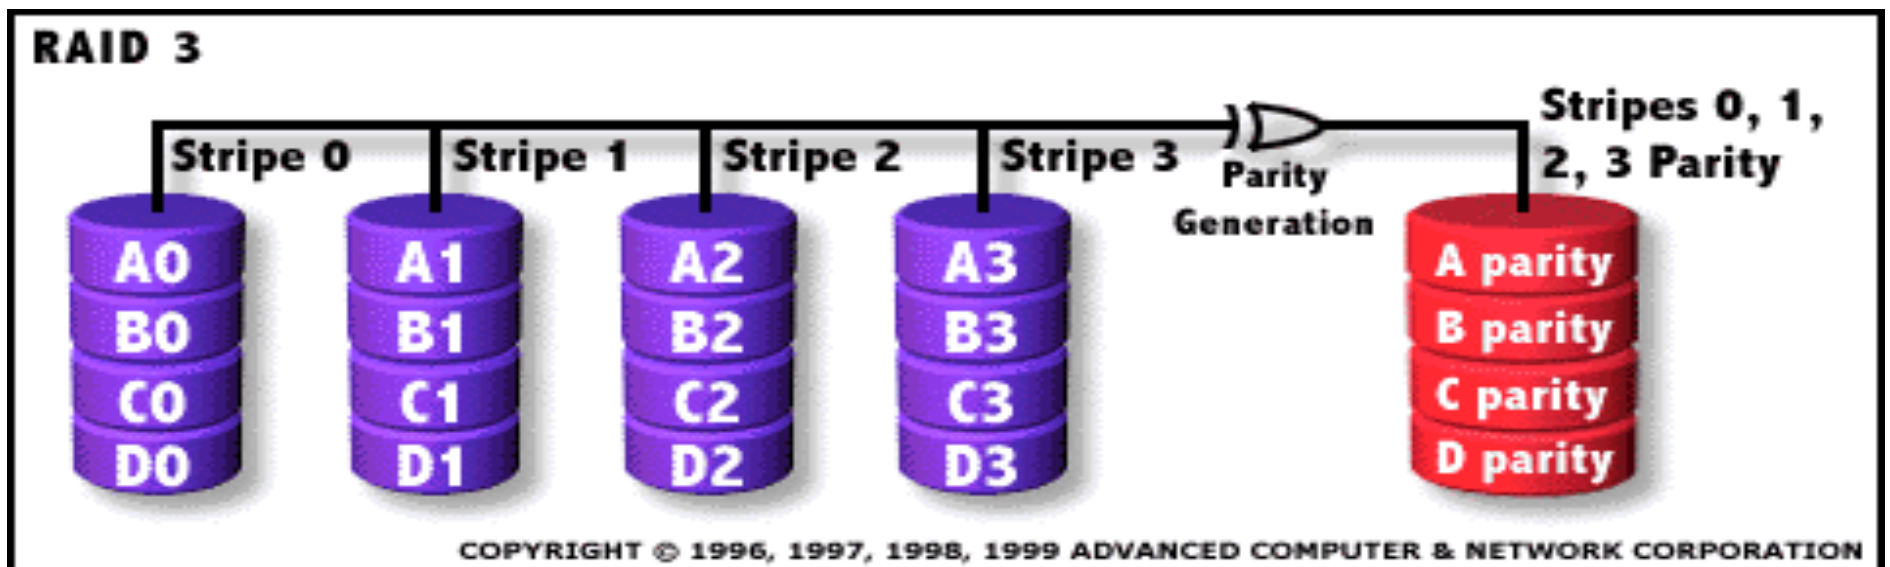 RAID 3
Stripe 0
Stripe 1
Stripe 2
Stripe 3
Parity
Generation
Stripes 0, 1,
2, 3 Parity
A0
B0
C0
D0
A1
B1
C1
D1
A2
B2
C2
D2
A3
B3
C3
D3
A parity
B parity
C parity
D parity
COPYRIGHT © 1996, 1997, 1998, 1999 ADVANCED COMPUTER & NETWORK CORPORATION